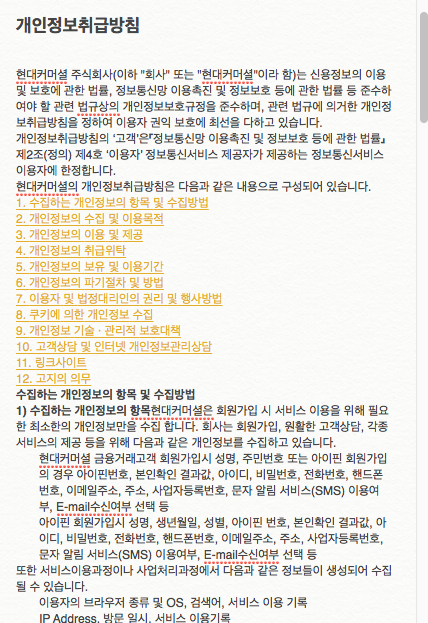 개인정보취급방침
현대커머셜 주식회사(이하 "회사" 또는 "현대커머셜"이라 함)는 신용정보의 이용
및 보호에 관한 법률, 정보통신망 이용촉진 및 정보보호 등에 관한 법률 등 준수하
여야 할 관련 법규상의 개인정보보호규정을 준수하며, 관련 법규에 의거한 개인정
보취급방침을 정하여 이용자 권익 보호에 최선을 다하고 있습니다.
개인정보취급방침의 ‘고객’은『정보통신망 이용촉진 및 정보보호 등에 관한 법률』
제2조(정의) 제4호 ‘이용자’ 정보통신서비스 제공자가 제공하는 정보통신서비스
이용자에 한정합니다.
현대커머셜의 개인정보취급방침은 다음과 같은 내용으로 구성되어 있습니다.
1. 수집하는 개인정보의 항목 및 수집방법
2. 개인정보의 수집 및 이용목적
3. 개인정보의 이용 및 제공
4. 개인정보의 취급위탁
5. 개인정보의 보유 및 이용기간
6. 개인정보의 파기절차 및 방법
7. 이용자 및 법정대리인의 권리 및 행사방법
8. 쿠키에 의한 개인정보 수집
9. 개인정보 기술 · 관리적 보호대책
10. 고객상담 및 인터넷 개인정보관리상담
11. 링크사이트
12. 고지의 의무
수집하는 개인정보의 항목 및 수집방법
1) 수집하는 개인정보의 항목현대커머셜은 회원가입 시 서비스 이용을 위해 필요
한 최소한의 개인정보만을 수집 합니다. 회사는 회원가입, 원활한 고객상담, 각종
서비스의 제공 등을 위해 다음과 같은 개인정보를 수집하고 있습니다.
현대커머셜 금융거래고객 회원가입시 성명, 주민번호 또는 아이핀 회원가입
의 경우 아이핀번호, 본인확인 결과값, 아이디, 비밀번호, 전화번호, 핸드폰
번호, 이메일주소, 주소, 사업자등록번호, 문자 알림 서비스(SMS) 이용여
부, E-mail수신여부 선택 등
아이핀 회원가입시 성명, 생년월일, 성별, 아이핀 번호, 본인확인 결과값, 아
이디, 비밀번호, 전화번호, 핸드폰번호, 이메일주소, 주소, 사업자등록번호,
문자 알림 서비스(SMS) 이용여부, E-mail수신여부 선택 등
또한 서비스이용과정이나 사업처리과정에서 다음과 같은 정보들이 생성되어 수집
될 수 있습니다.
이용자의 브라우저 종류 및 OS, 검색어, 서비스 이용 기록
IP Address, 방문 일시, 서비스 이용기록